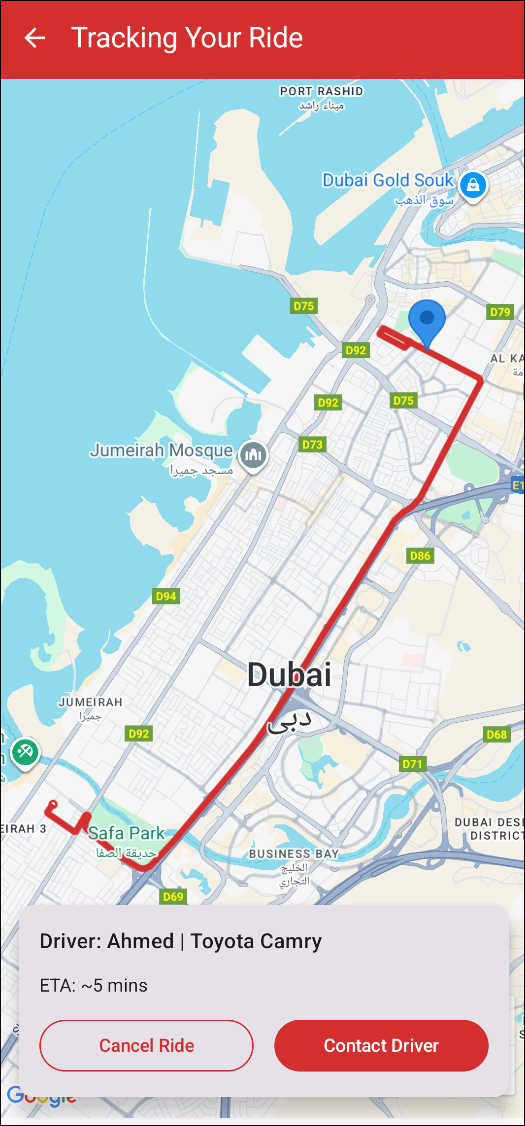 Tracking Your Ride
PORT RASHID
ميناء راشد
Dubai Gold Souk
سوق الذهب
D75
D79
D92
AL KA
D92
D75
D73
Jumeirah Mosque
مسجد جميرا
E1
D86
D94
Dubai
دبي
JUMEIRAH
جميرا
D92
D68
D71
EIRAH 3
Safa Park
حديقة الصفا
DUBAI DES
DISTRICT
BUSINESS BAY
الخليج
التجاري
D69
Driver: Ahmed | Toyota Camry
ETA: ~5 mins
Cancel Ride
Contact Driver
Google